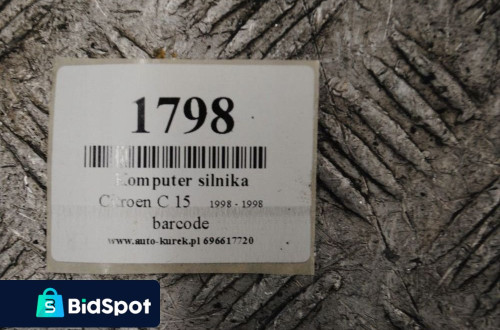 1798
Komputer silnika
Citroen C 15 1998 - 1998
barcode
www.auto-kurek.pl 696617720
S BidSpot